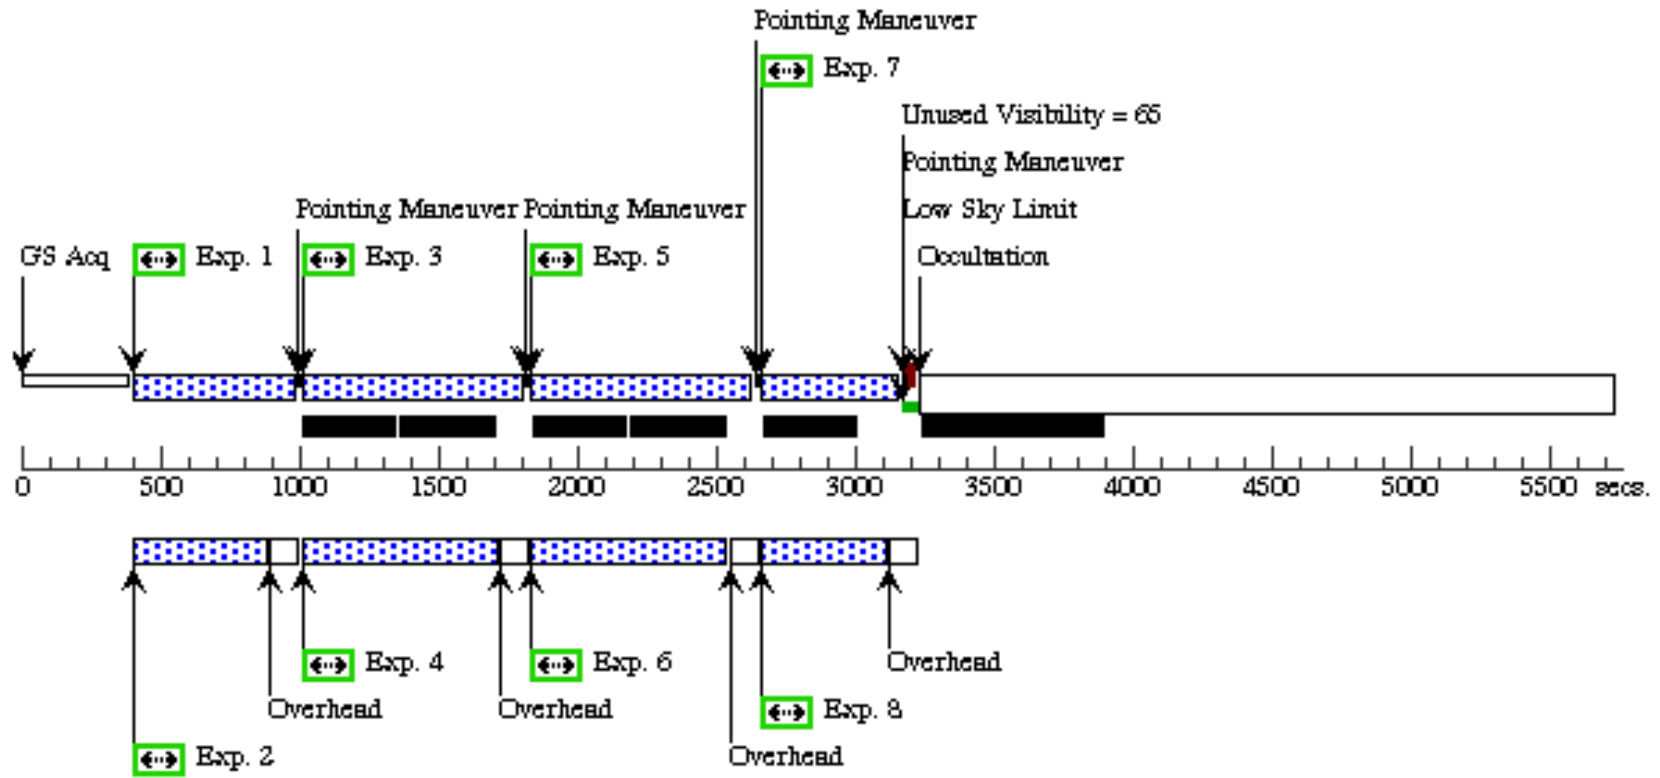 Pointing Maneuver
Exp. 7
Unused Visibility = 65
Pointing Maneuver
Pointing Maneuver Pointing Maneuver Low Sky Limit
GS Acq Exp. 1 Exp. 3 Exp. 5 Occultation
0 500 1000 1500 2000 2500 3000 3500 4000 4500 5000 5500 secs.
Exp. 4 Exp. 6 Overhead
Overhead Overhead Exp. 8
Exp. 2 Overhead